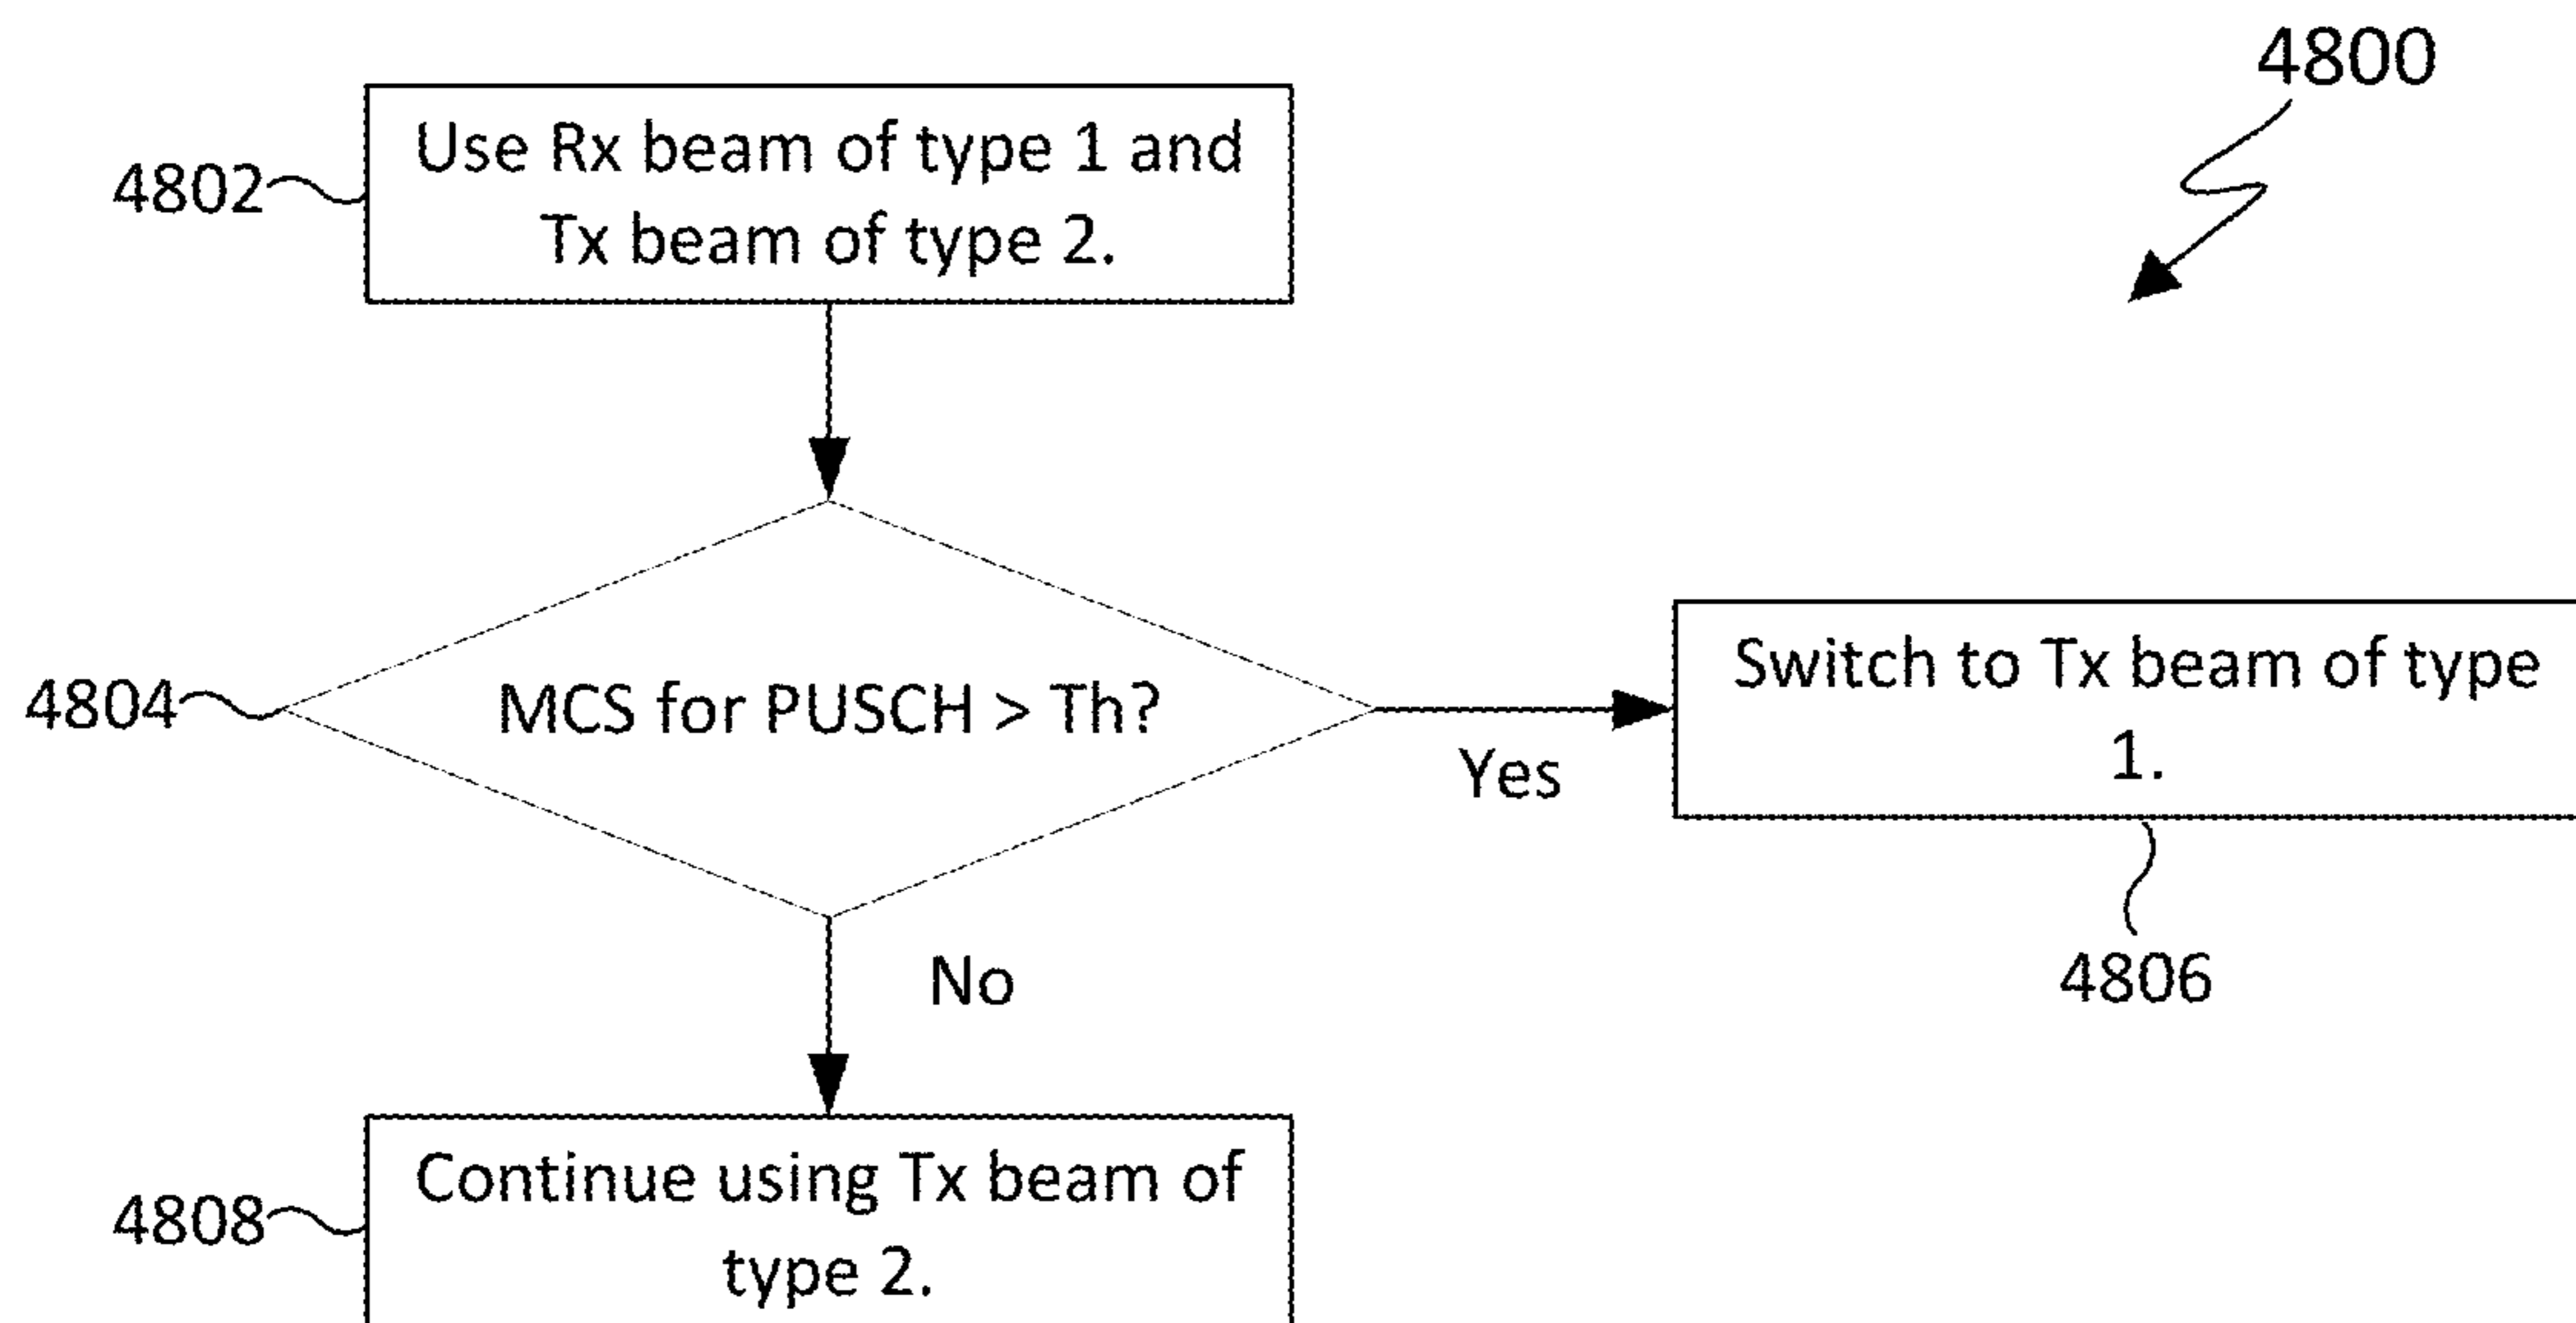 4800
4802
Use Rx beam of type 1 and
Tx beam of type 2.
4804
MCS for PUSCH > Th?
Yes
Switch to Tx beam of type
1.
4806
No
4808
Continue using Tx beam of
type 2.